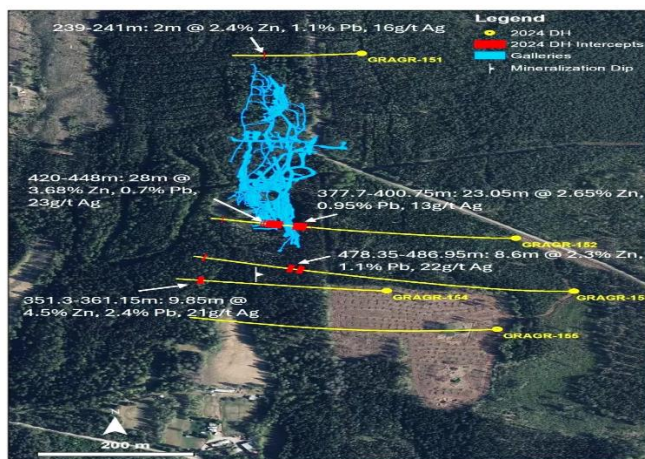 239-241m: 2m @ 2.4% Zn, 1.1% Pb, 16g/t Ag
Legend
2024 DH
2024 DH Intercepts
Galleries
Mineralization Dip
GRAGR-151
420-448m: 28m @
3.68% Zn, 0.7% Pb,
23g/t Ag
377.7-400.75m: 23.05m @ 2.65% Zn,
0.95% Pb, 13g/t Ag
GRAGR-152
478.35-486.95m: 8.6m @ 2.3% Zn,
1.1% Pb, 22g/t Ag
351.3-361.15m: 9.85m @
4.5% Zn, 2.4% Pb, 21g/t Ag
GRAGR-154
GRAGR-15
GRAGR-155
N
200 m